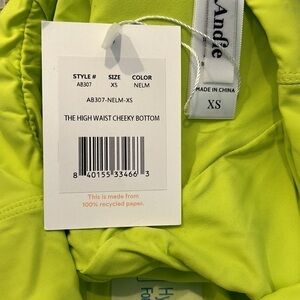 Andie
MADE IN CHINA
XS
STYLE # SIZE COLOR
AB307 XS NELM
AB307-NELM-XS
THE HIGH WAIST CHEEKY BOTTOM
8 40155 33466 3
This is made from
100% recycled paper.